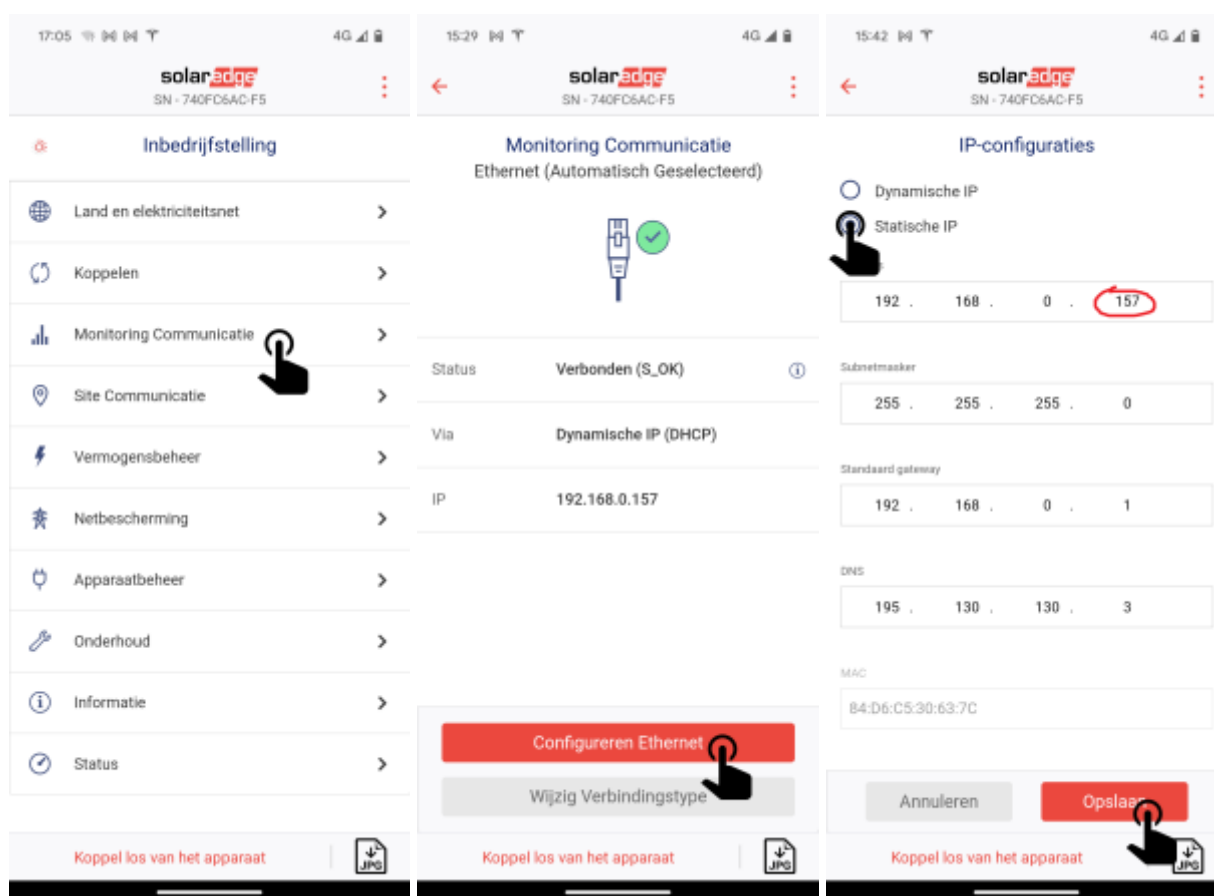 17:05
4G
solaredge
SN - 740FC6AC-F5
Inbedrijfstelling
Land en elektriciteitsnet
Koppelen
Monitoring Communicatie
Site Communicatie
Vermogensbeheer
Netbescherming
Apparaatbeheer
Onderhoud
Informatie
Status
Koppel los van het apparaat
JPG
15:29
4G
solaredge
SN - 740FC6AC-F5
Monitoring Communicatie
Ethernet (Automatisch Geselecteerd)
Status Verbonden (S_OK)
Via Dynamische IP (DHCP)
IP 192.168.0.157
Configureren Ethernet
Wijzig Verbindingstype
Koppel los van het apparaat
JPG
15:42
4G
solaredge
SN - 740FC6AC-F5
IP-configuraties
Dynamische IP
Statische IP
192 . 168 . 0 . 157
Subnetmasker
255 . 255 . 255 . 0
Standaard gateway
192 . 168 . 0 . 1
DNS
195 . 130 . 130 . 3
MAC
84:D6:C5:30:63:7C
Annuleren
Opslaan
Koppel los van het apparaat
JPG